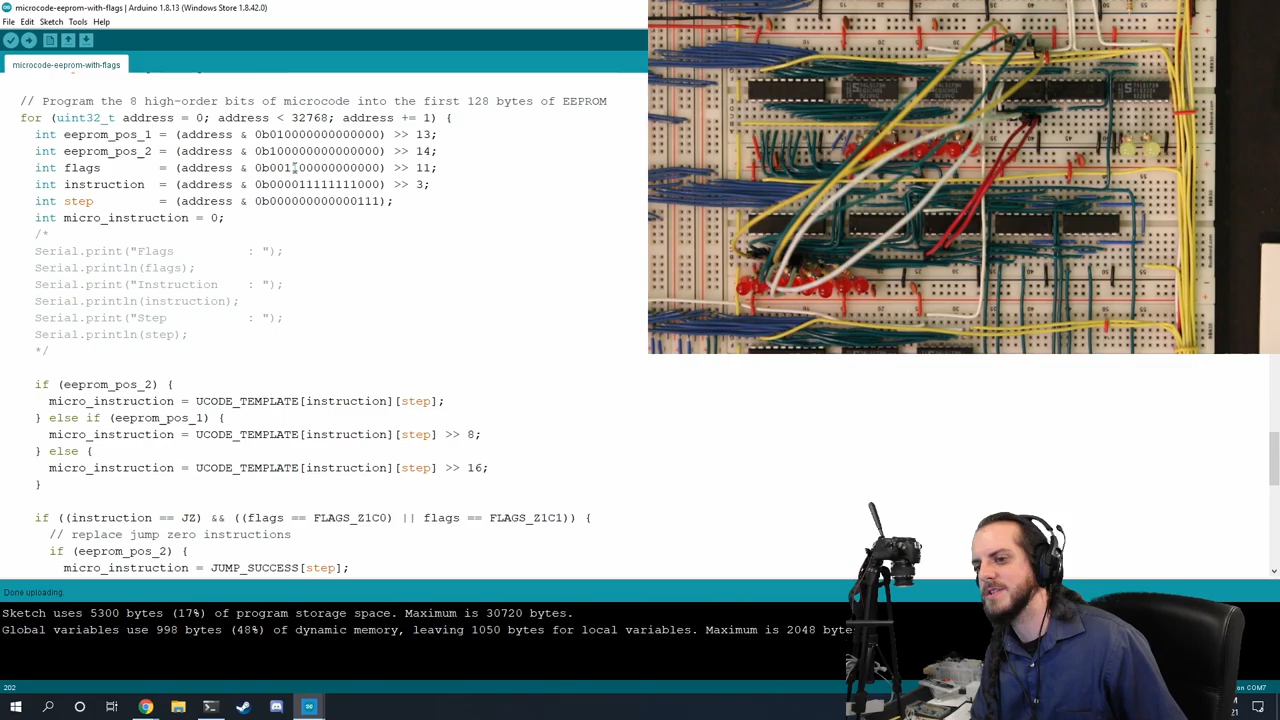 microcode-eeprom-with-flags | Arduino 1.8.13 (Windows Store 1.8.42.0)
File Edit Sketch Tools Help
microcode-eeprom-with-flags
// Program the 8 high-order bits of microcode into the first 128 bytes of EEPROM
for (uint32_t address = 0; address < 32768; address += 1) {
int eeprom_pos_1 = (address & 0b010000000000000) >> 13;
int eeprom_pos_2 = (address & 0b100000000000000) >> 14;
int flags = (address & 0b001100000000000) >> 11;
int instruction = (address & 0b000011111111000) >> 3;
int step = (address & 0b000000000000111);
int micro_instruction = 0;
/*
Serial.print("Flags : ");
Serial.println(flags);
Serial.print("Instruction : ");
Serial.println(instruction);
Serial.print("Step : ");
Serial.println(step);
*/
if (eeprom_pos_2) {
micro_instruction = UCODE_TEMPLATE[instruction][step];
} else if (eeprom_pos_1) {
micro_instruction = UCODE_TEMPLATE[instruction][step] >> 8;
} else {
micro_instruction = UCODE_TEMPLATE[instruction][step] >> 16;
}
if ((instruction == JZ) && ((flags == FLAGS_Z1C0) || flags == FLAGS_Z1C1)) {
// replace jump zero instructions
if (eeprom_pos_2) {
micro_instruction = JUMP_SUCCESS[step];
Done uploading.
Sketch uses 5300 bytes (17%) of program storage space. Maximum is 30720 bytes.
Global variables use 998 bytes (48%) of dynamic memory, leaving 1050 bytes for local variables. Maximum is 2048 byte
202
on COM7